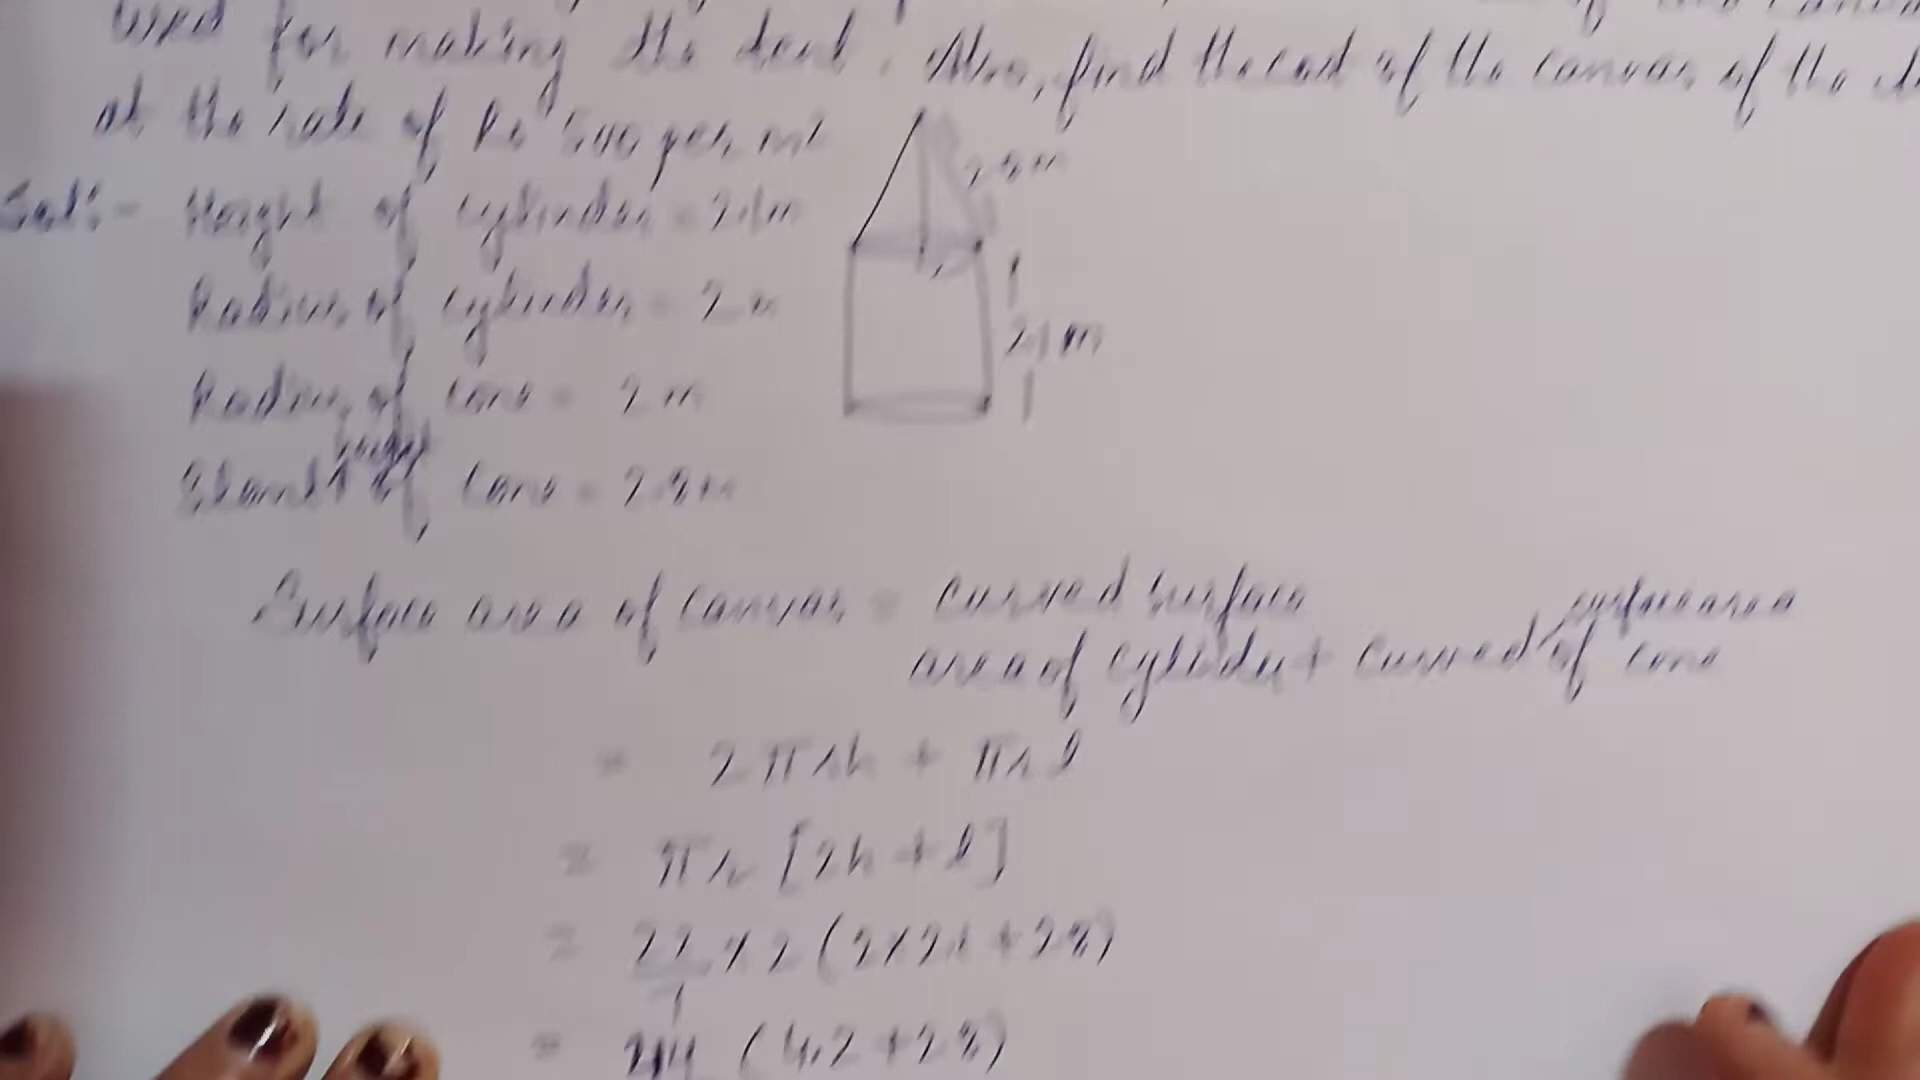 used for making the tent. Also, find the cost of the canvas of the
at the rate of Rs 500 per m²
2.8m
Sol:- Height of cylinder = 2.1m
Radius of cylinder = 2m
2.1m
Radius of cone = 2m
height
Slant of cone = 2.8m
Surface area of canvas = curved surface
area of cylinder + curved surface area of cone
= 2πrh + πrl
= πr [2h + l]
= 22/7 × 2 (2×2.1 + 2.8)
= 44 (4.2 + 2.8)